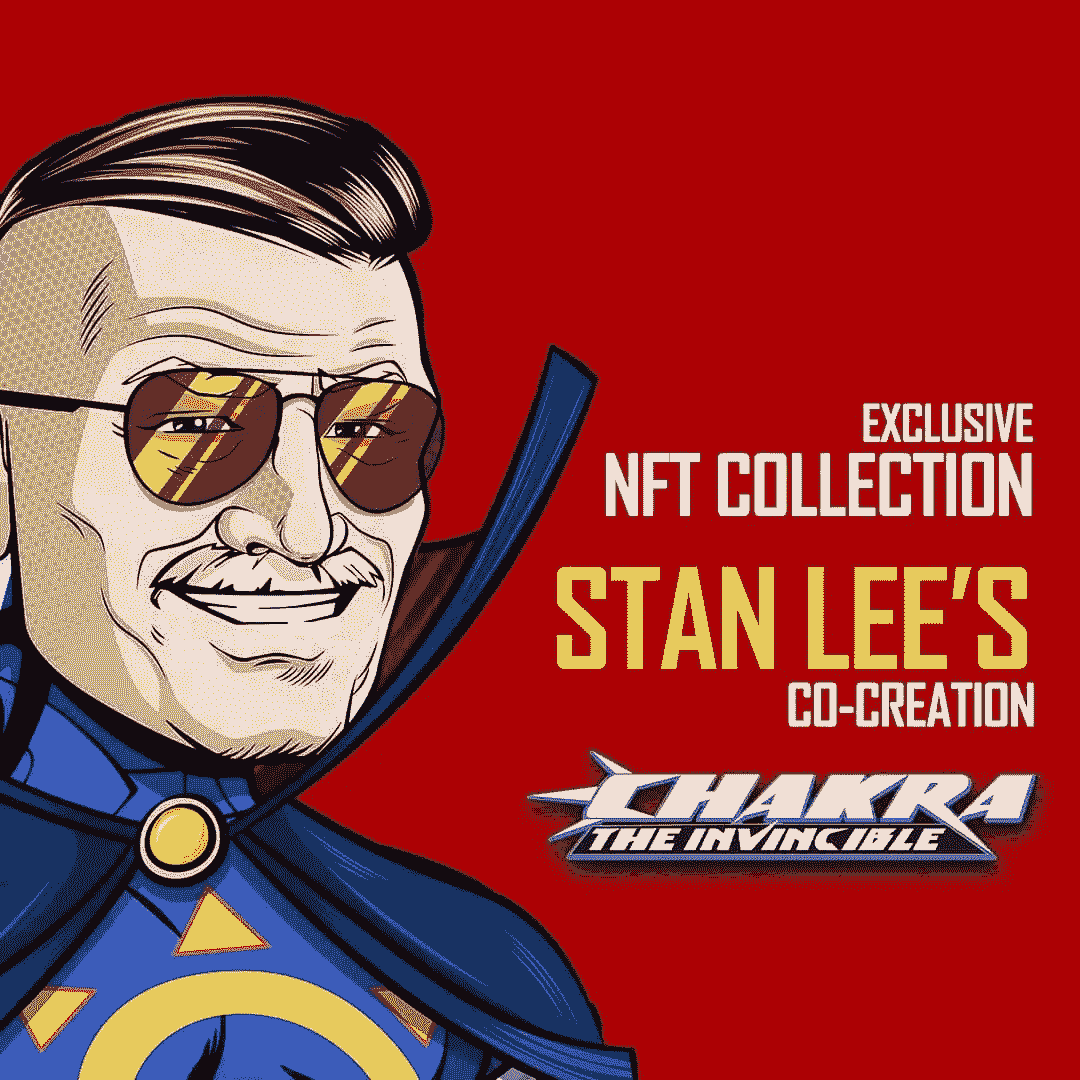 EXCLUSIVE
NFT COLLECTION
STAN LEE'S
CO-CREATION
CHAKRA
THE INVINCIBLE